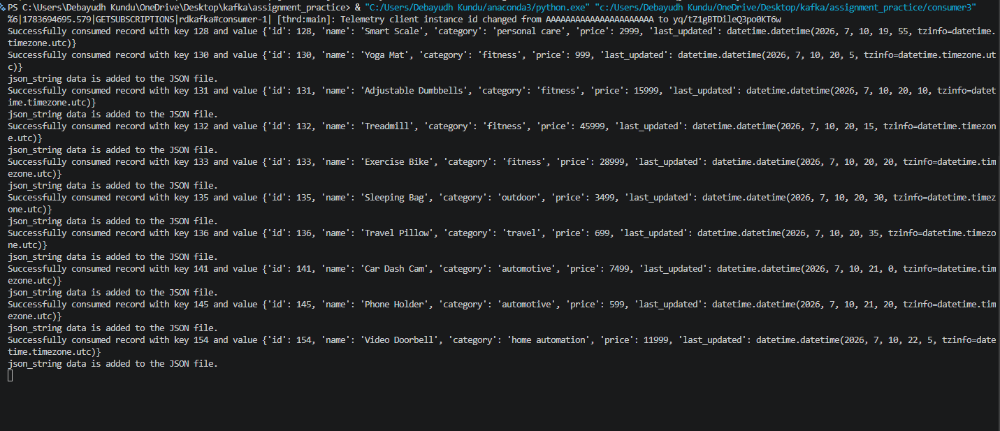 PS C:\Users\Debayudh Kundu\OneDrive\Desktop\kafka\assignment_practice> & "C:/Users/Debayudh Kundu/anaconda3/python.exe" "c:/Users/Debayudh Kundu/OneDrive/Desktop/kafka/assignment_practice/consumer3"
%6|1783694695.579|GETSUBSCRIPTIONS|rdkafka#consumer-1| [thrd:main]: Telemetry client instance id changed from AAAAAAAAAAAAAAAAAAAAAA to yq/tZ1gBTDileQ3po0KT6w
Successfully consumed record with key 128 and value {'id': 128, 'name': 'Smart Scale', 'category': 'personal care', 'price': 2999, 'last_updated': datetime.datetime(2026, 7, 10, 19, 55, tzinfo=datetime.
timezone.utc)}
Successfully consumed record with key 130 and value {'id': 130, 'name': 'Yoga Mat', 'category': 'fitness', 'price': 999, 'last_updated': datetime.datetime(2026, 7, 10, 20, 5, tzinfo=datetime.timezone.ut
c)}
json_string data is added to the JSON file.
Successfully consumed record with key 131 and value {'id': 131, 'name': 'Adjustable Dumbbells', 'category': 'fitness', 'price': 15999, 'last_updated': datetime.datetime(2026, 7, 10, 20, 10, tzinfo=datet
ime.timezone.utc)}
json_string data is added to the JSON file.
Successfully consumed record with key 132 and value {'id': 132, 'name': 'Treadmill', 'category': 'fitness', 'price': 45999, 'last_updated': datetime.datetime(2026, 7, 10, 20, 15, tzinfo=datetime.timezon
e.utc)}
json_string data is added to the JSON file.
Successfully consumed record with key 133 and value {'id': 133, 'name': 'Exercise Bike', 'category': 'fitness', 'price': 28999, 'last_updated': datetime.datetime(2026, 7, 10, 20, 20, tzinfo=datetime.tim
ezone.utc)}
json_string data is added to the JSON file.
Successfully consumed record with key 135 and value {'id': 135, 'name': 'Sleeping Bag', 'category': 'outdoor', 'price': 3499, 'last_updated': datetime.datetime(2026, 7, 10, 20, 30, tzinfo=datetime.timez
one.utc)}
json_string data is added to the JSON file.
Successfully consumed record with key 136 and value {'id': 136, 'name': 'Travel Pillow', 'category': 'travel', 'price': 699, 'last_updated': datetime.datetime(2026, 7, 10, 20, 35, tzinfo=datetime.timezo
ne.utc)}
json_string data is added to the JSON file.
Successfully consumed record with key 141 and value {'id': 141, 'name': 'Car Dash Cam', 'category': 'automotive', 'price': 7499, 'last_updated': datetime.datetime(2026, 7, 10, 21, 0, tzinfo=datetime.tim
ezone.utc)}
json_string data is added to the JSON file.
Successfully consumed record with key 145 and value {'id': 145, 'name': 'Phone Holder', 'category': 'automotive', 'price': 599, 'last_updated': datetime.datetime(2026, 7, 10, 21, 20, tzinfo=datetime.tim
ezone.utc)}
json_string data is added to the JSON file.
Successfully consumed record with key 154 and value {'id': 154, 'name': 'Video Doorbell', 'category': 'home automation', 'price': 11999, 'last_updated': datetime.datetime(2026, 7, 10, 22, 5, tzinfo=date
time.timezone.utc)}
json_string data is added to the JSON file.